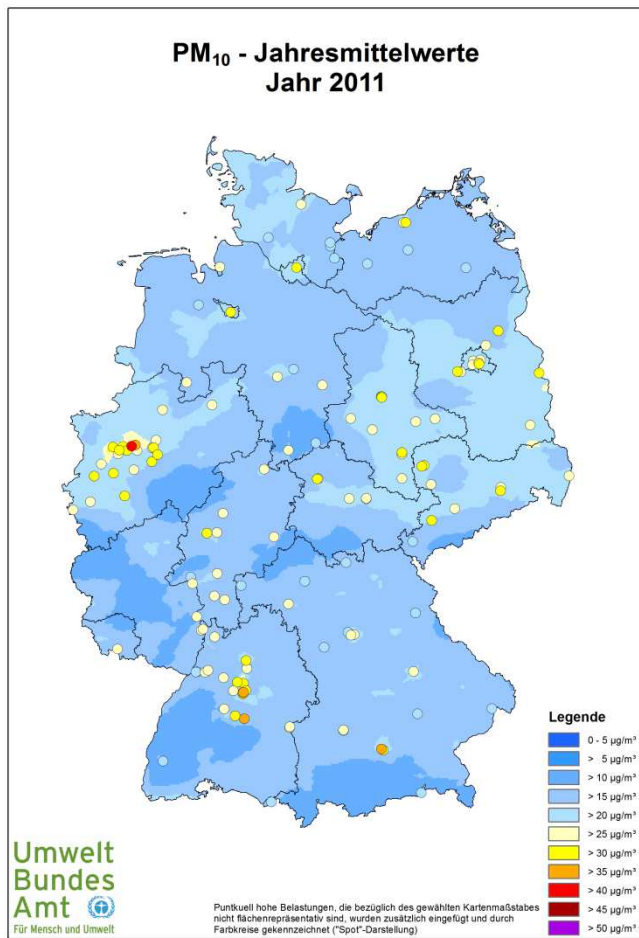 PM₁₀ - Jahresmittelwerte
Jahr 2011
Legende
0 - 5 µg/m³
> 5 µg/m³
> 10 µg/m³
> 15 µg/m³
> 20 µg/m³
> 25 µg/m³
> 30 µg/m³
> 35 µg/m³
> 40 µg/m³
> 45 µg/m³
> 50 µg/m³
Umwelt
Bundes
Amt
Für Mensch und Umwelt
Punktuell hohe Belastungen, die bezüglich des gewählten Kartenmaßstabes
nicht flächenrepräsentativ sind, wurden zusätzlich eingefügt und durch
Farbkreise gekennzeichnet ("Spot"-Darstellung)